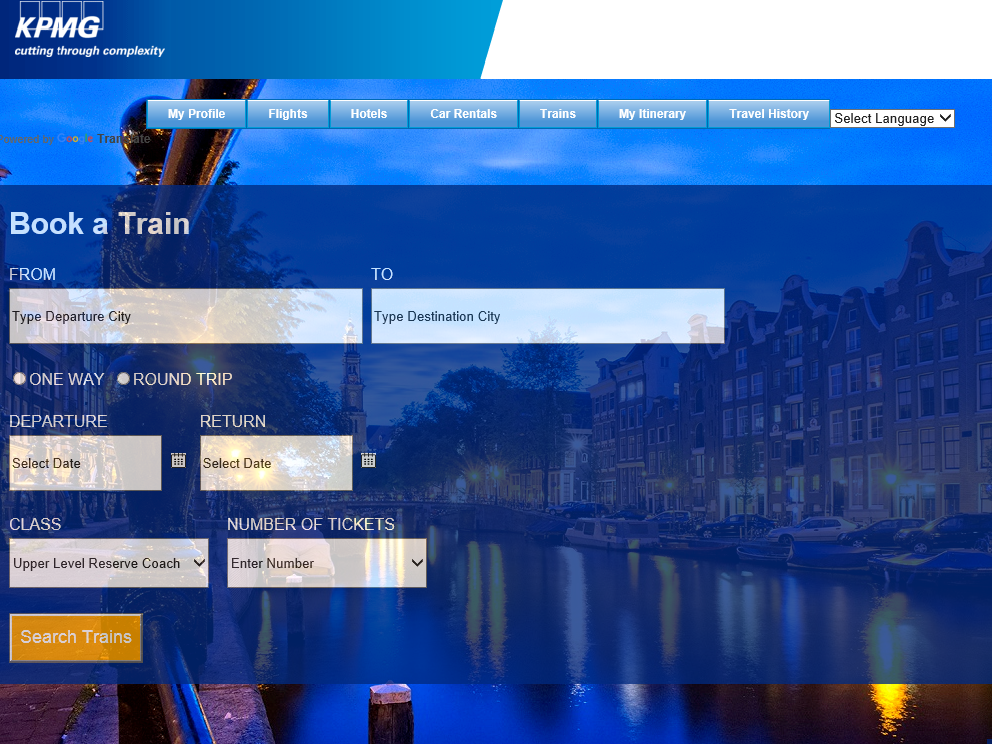 KPMG
cutting through complexity
My Profile Flights Hotels Car Rentals Trains My Itinerary Travel History Select Language
Powered by Google Translate
Book a Train
FROM TO
Type Departure City Type Destination City
ONE WAY ROUND TRIP
DEPARTURE RETURN
Select Date Select Date
CLASS NUMBER OF TICKETS
Upper Level Reserve Coach Enter Number
Search Trains